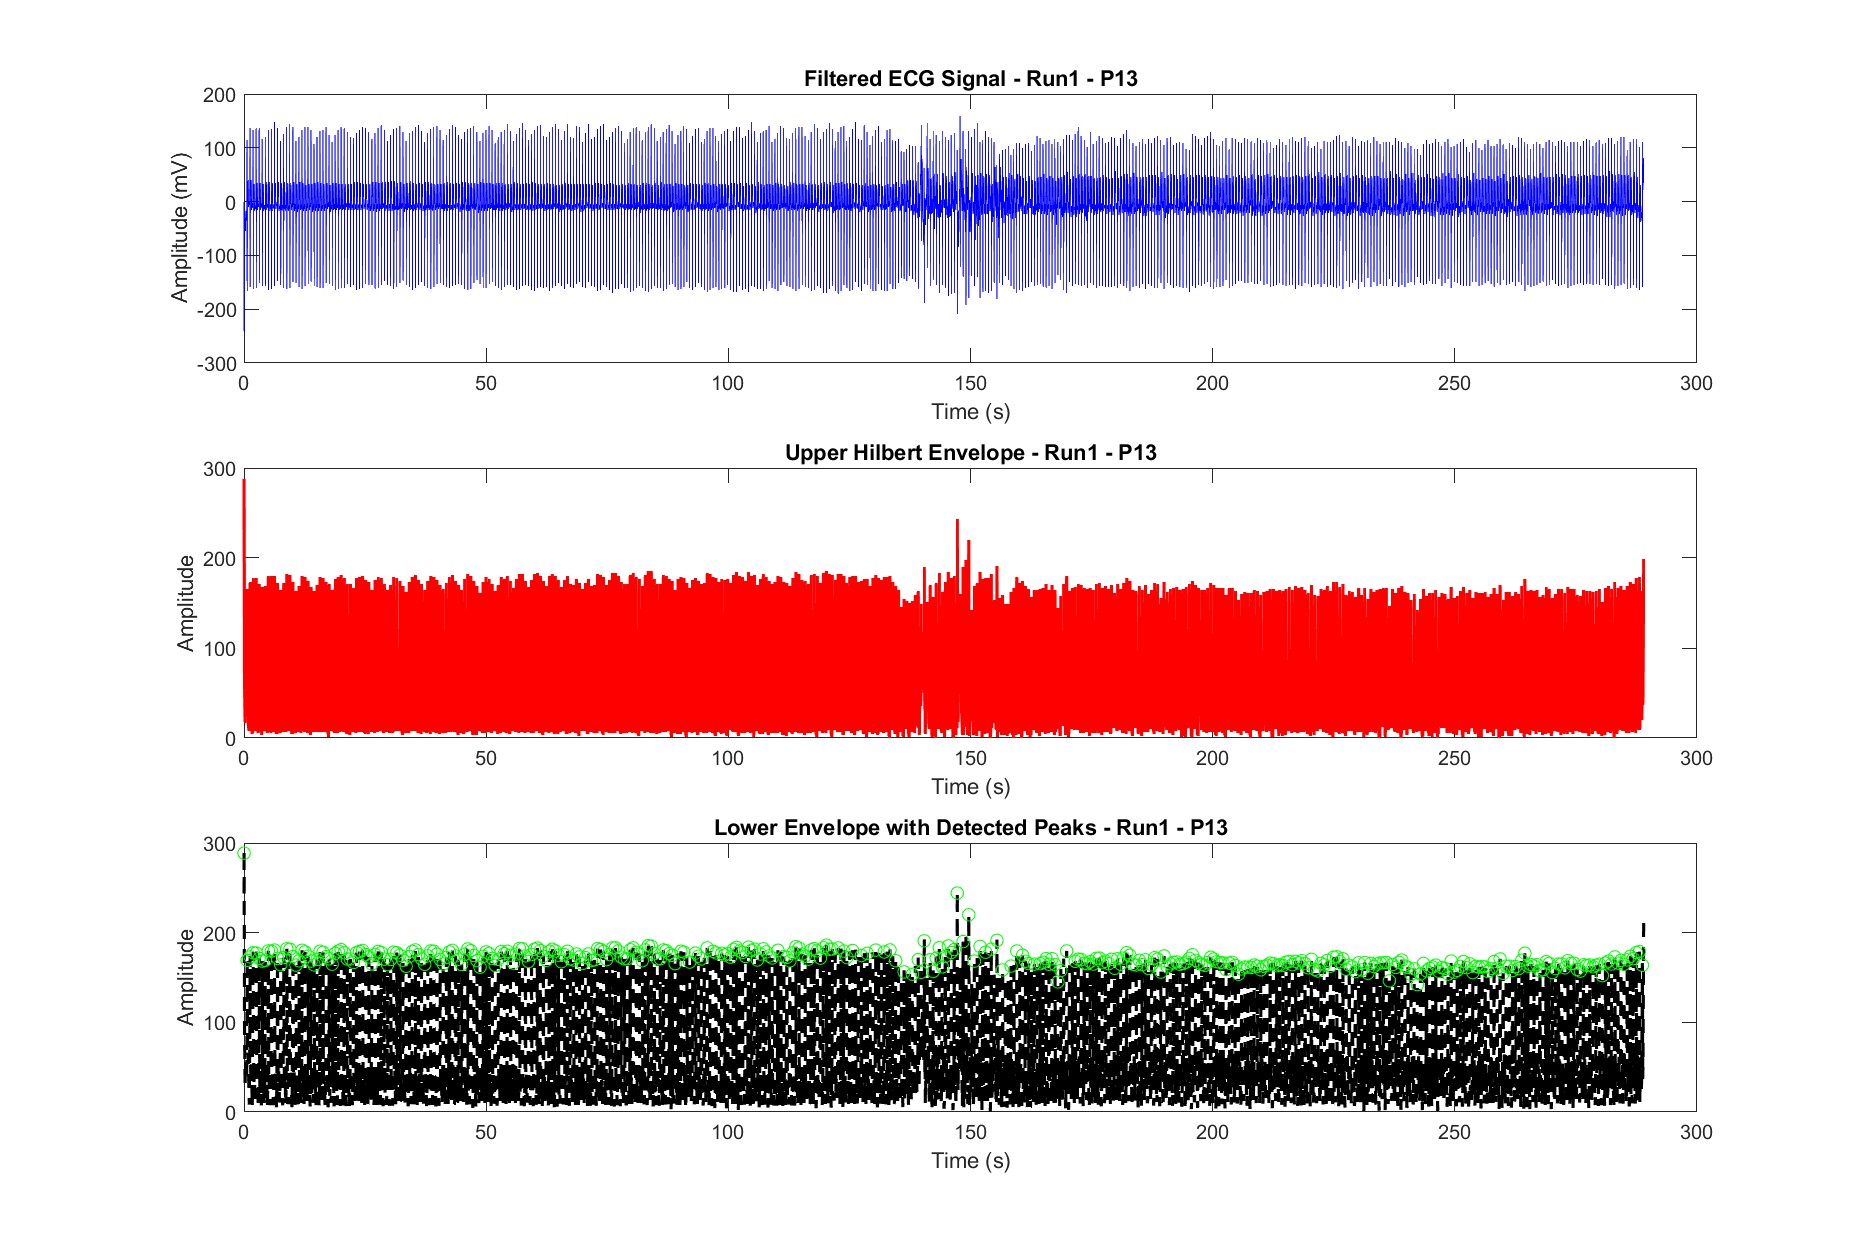 Filtered ECG Signal - Run1 - P13
200
100
0
-100
-200
-300
Amplitude (mV)
0 50 100 150 200 250 300
Time (s)
Upper Hilbert Envelope - Run1 - P13
300
200
100
0
Amplitude
0 50 100 150 200 250 300
Time (s)
Lower Envelope with Detected Peaks - Run1 - P13
300
200
100
0
Amplitude
0 50 100 150 200 250 300
Time (s)